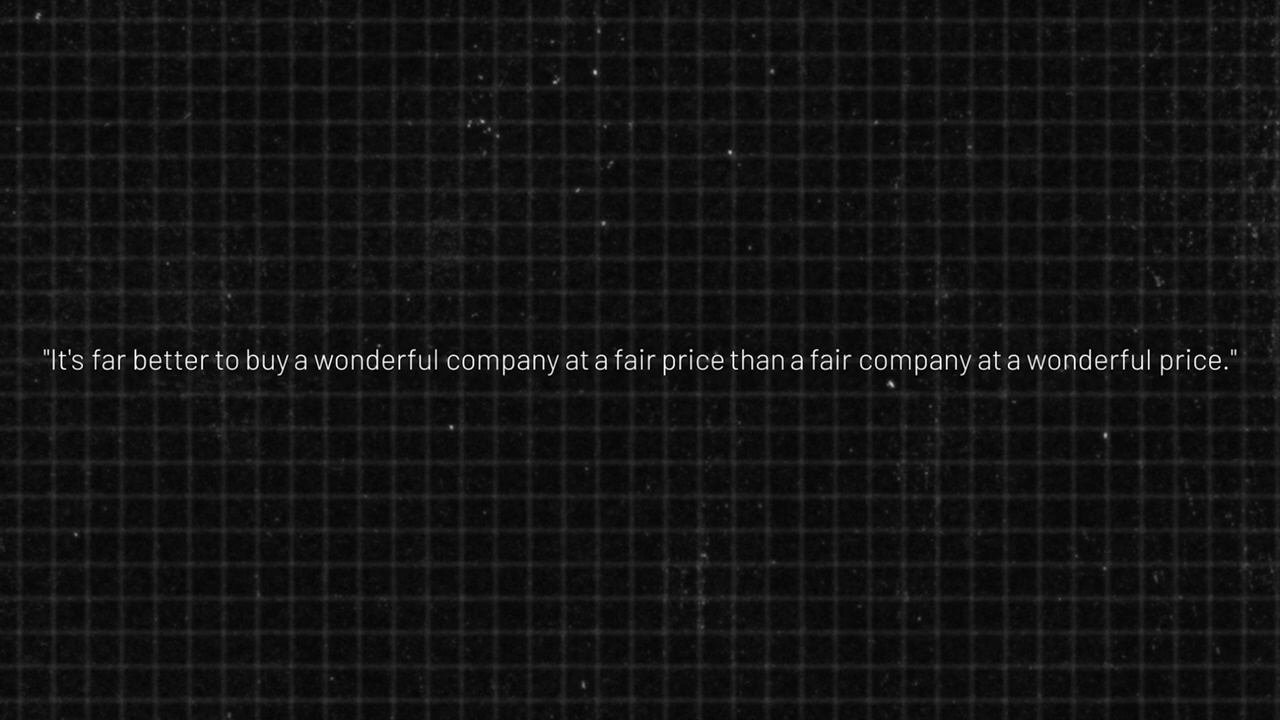 "It's far better to buy a wonderful company at a fair price than a fair company at a wonderful price."